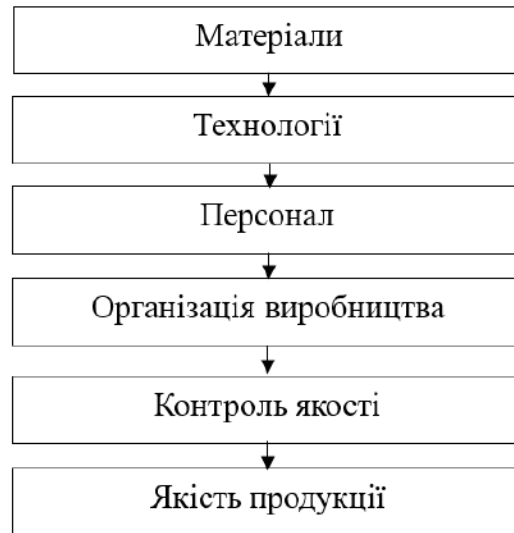 Матеріали
Технології
Персонал
Організація виробництва
Контроль якості
Якість продукції